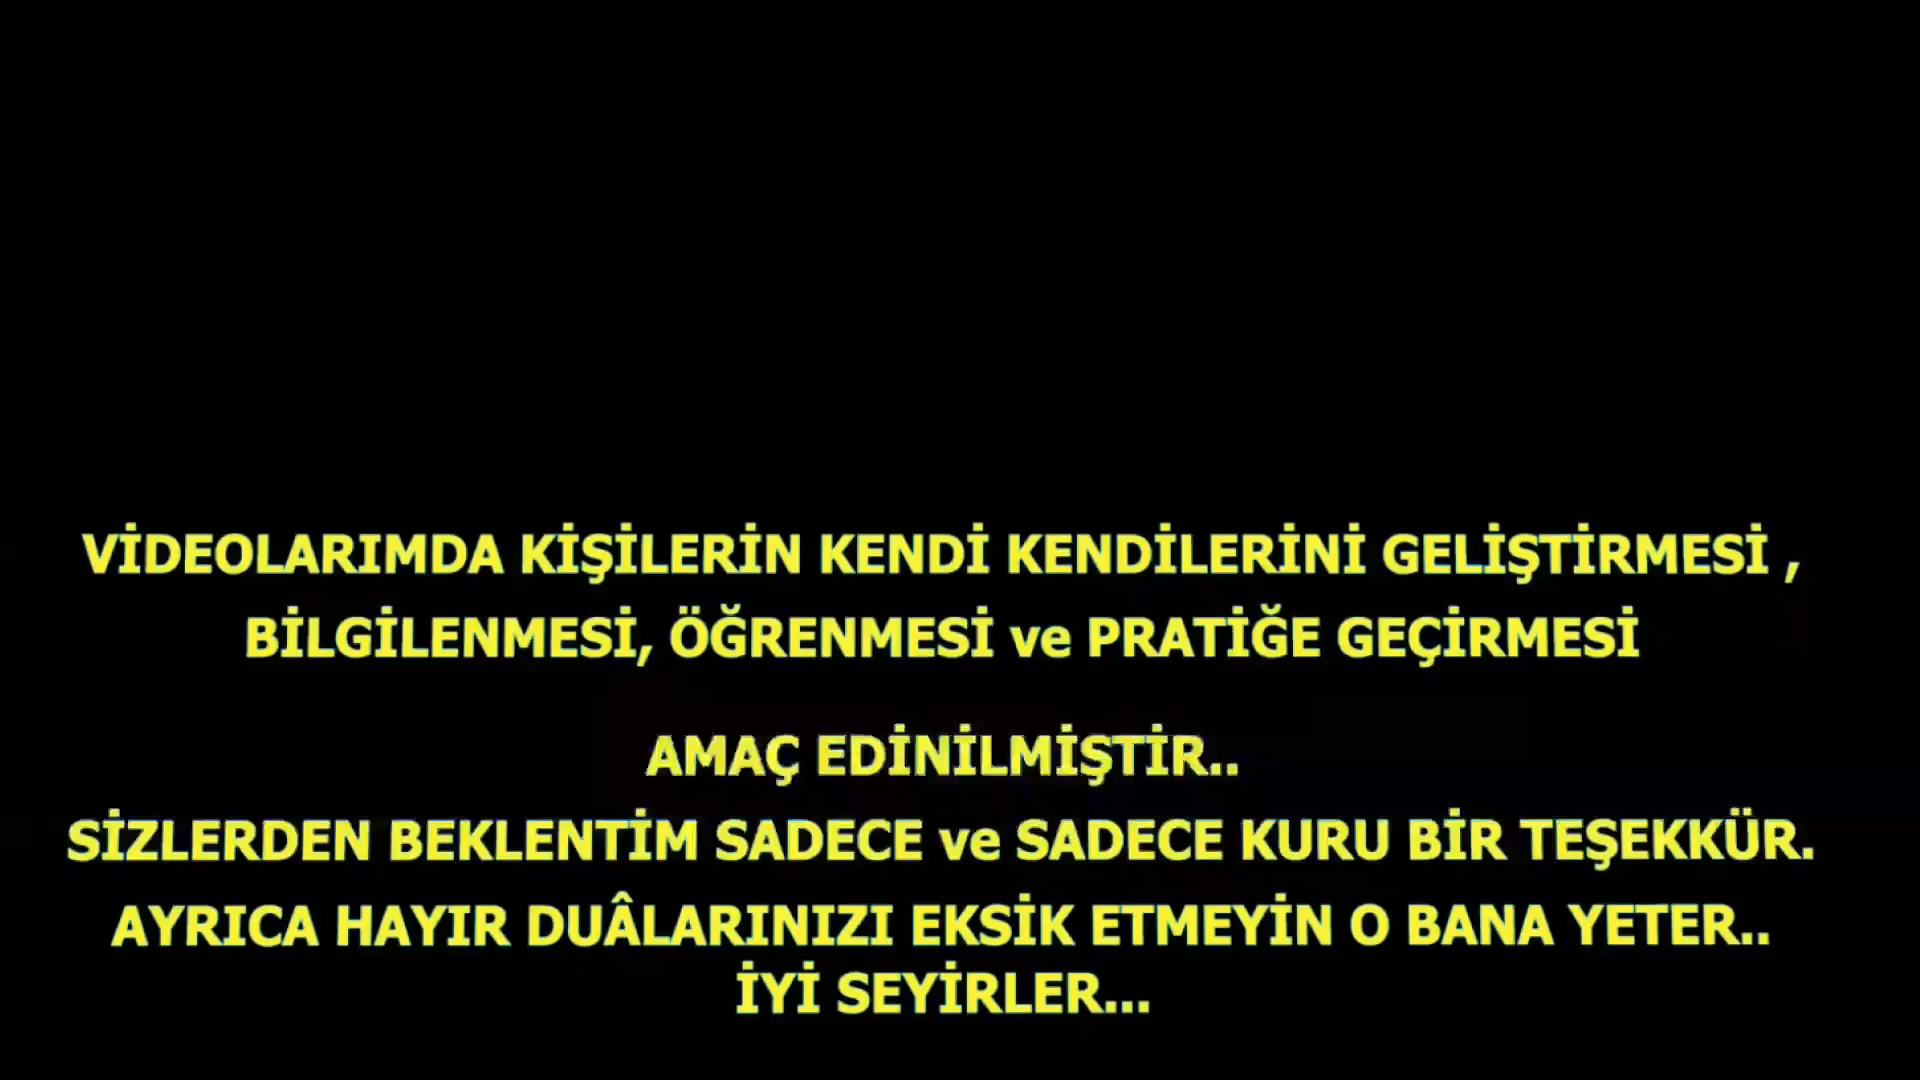 VİDEOLARIMDA KİŞİLERİN KENDİ KENDİLERİNİ GELİŞTİRMESİ ,
BİLGİLENMESİ, ÖĞRENMESİ ve PRATİĞE GEÇİRMESİ
AMAÇ EDİNİLMİŞTİR..
SİZLERDEN BEKLENTİM SADECE ve SADECE KURU BİR TEŞEKKÜR.
AYRICA HAYIR DUÂLARINIZI EKSİK ETMEYİN O BANA YETER..
İYİ SEYİRLER...